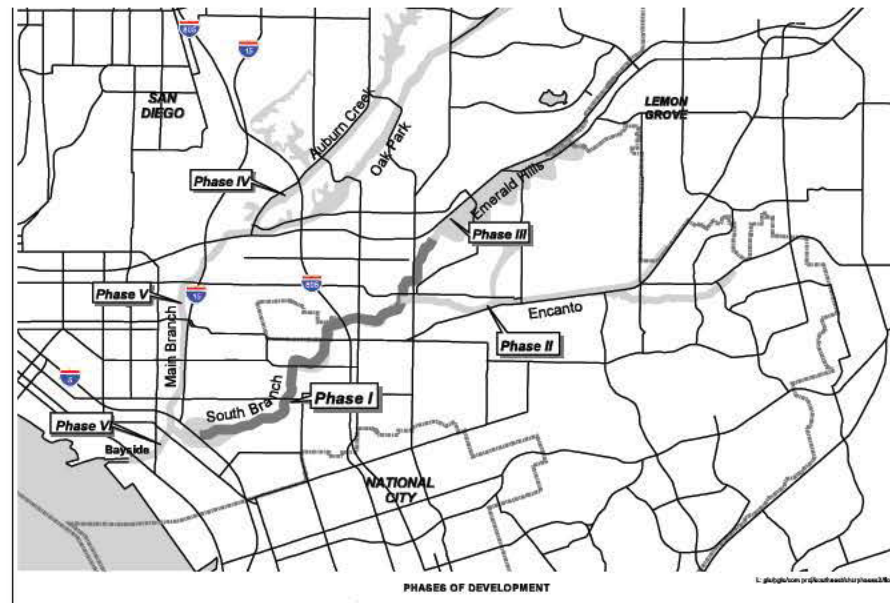 805
15
SAN
DIEGO
LEMON
GROVE
Auburn Creek
Oak Park
Phase IV
Emerald Hills
Phase III
Phase V
15
805
Main Branch
Encanto
Phase II
5
South Branch
Phase I
Phase VI
Bayside
NATIONAL
CITY
PHASES OF DEVELOPMENT